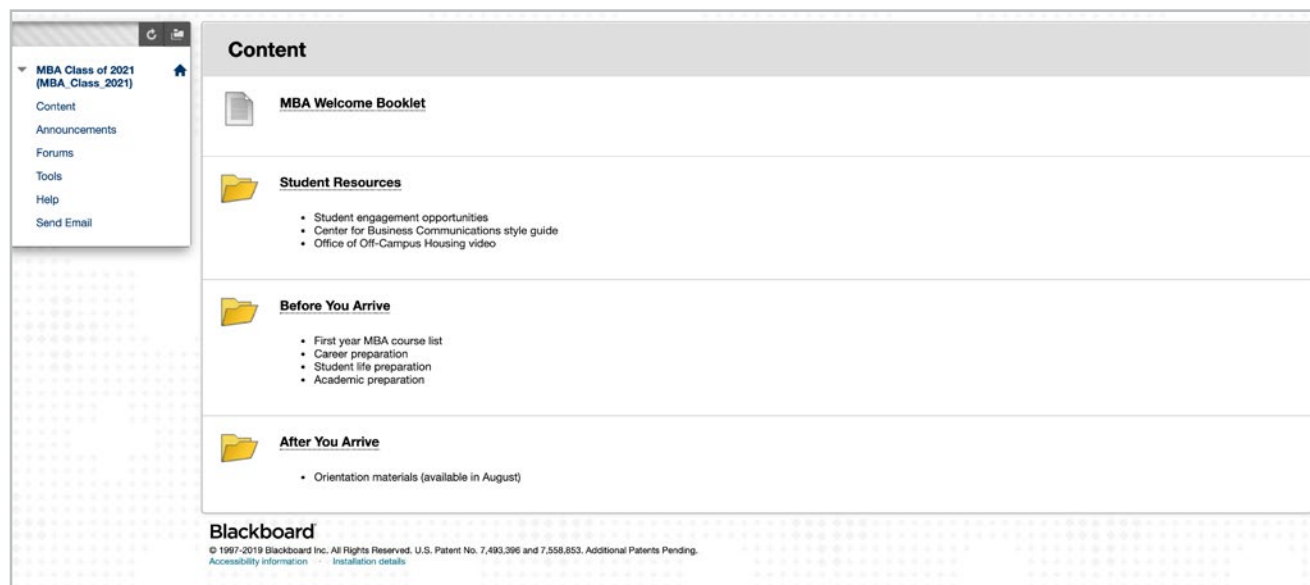 MBA Class of 2021
(MBA_Class_2021)
Content
Announcements
Forums
Tools
Help
Send Email
Content
MBA Welcome Booklet
Student Resources
• Student engagement opportunities
• Center for Business Communications style guide
• Office of Off-Campus Housing video
Before You Arrive
• First year MBA course list
• Career preparation
• Student life preparation
• Academic preparation
After You Arrive
• Orientation materials (available in August)
Blackboard
© 1997-2019 Blackboard Inc. All Rights Reserved. U.S. Patent No. 7,493,396 and 7,558,853. Additional Patents Pending.
Accessibility information · Installation details